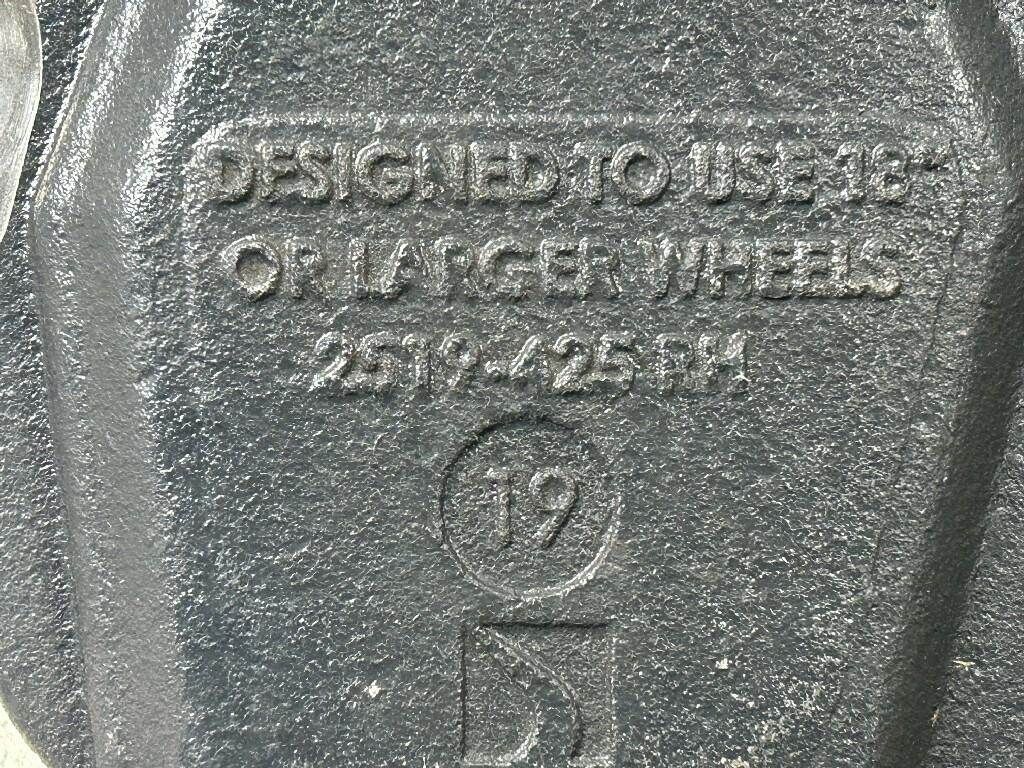 DESIGNED TO USE 18"
OR LARGER WHEELS
2519-425 RH
19